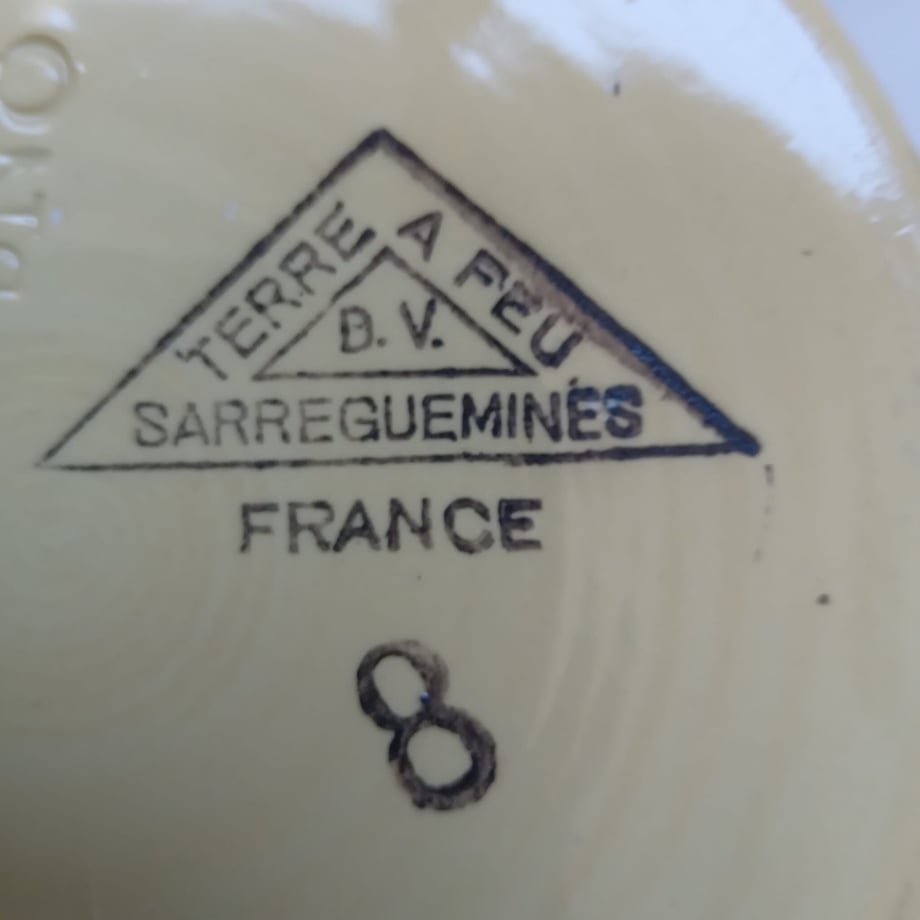 TERRE A FEU
B.V.
SARREGUEMINES
FRANCE
8